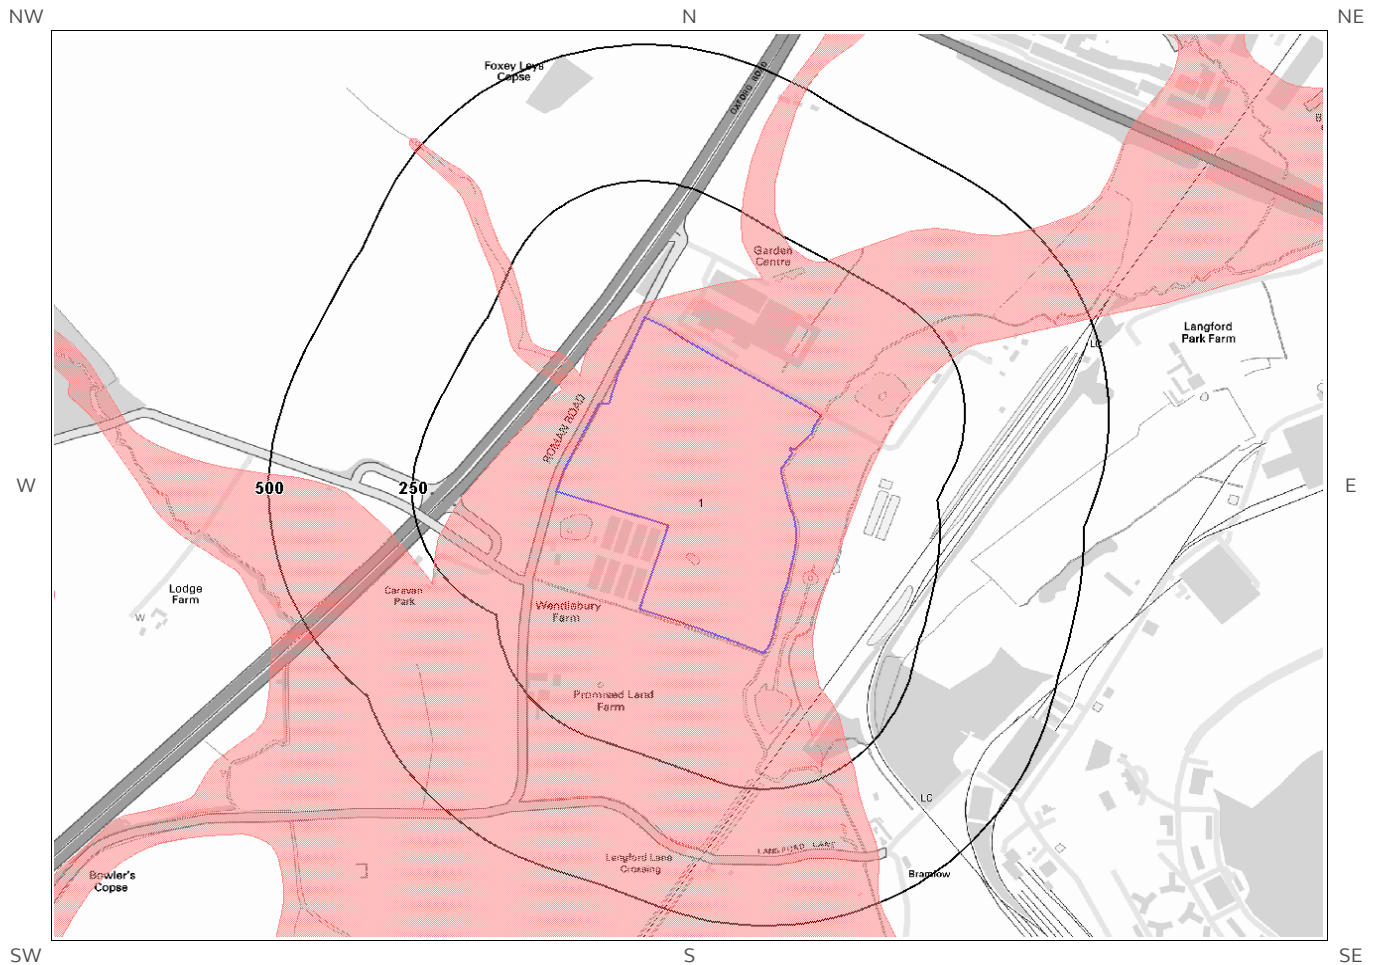 NW
N
NE
Foxey Leys
Copse
OXFORD ROAD
B
Garden
Centre
Langford
Park Farm
LC
ROMAN ROAD
W
500
250
1
E
Lodge
Farm
Caravan
Park
Wendlebury
Farm
W
Promised Land
Farm
W
LC
LANGFORD LANE
Langford Lane
Crossing
Bramlow
Bowler's
Copse
SW
S
SE